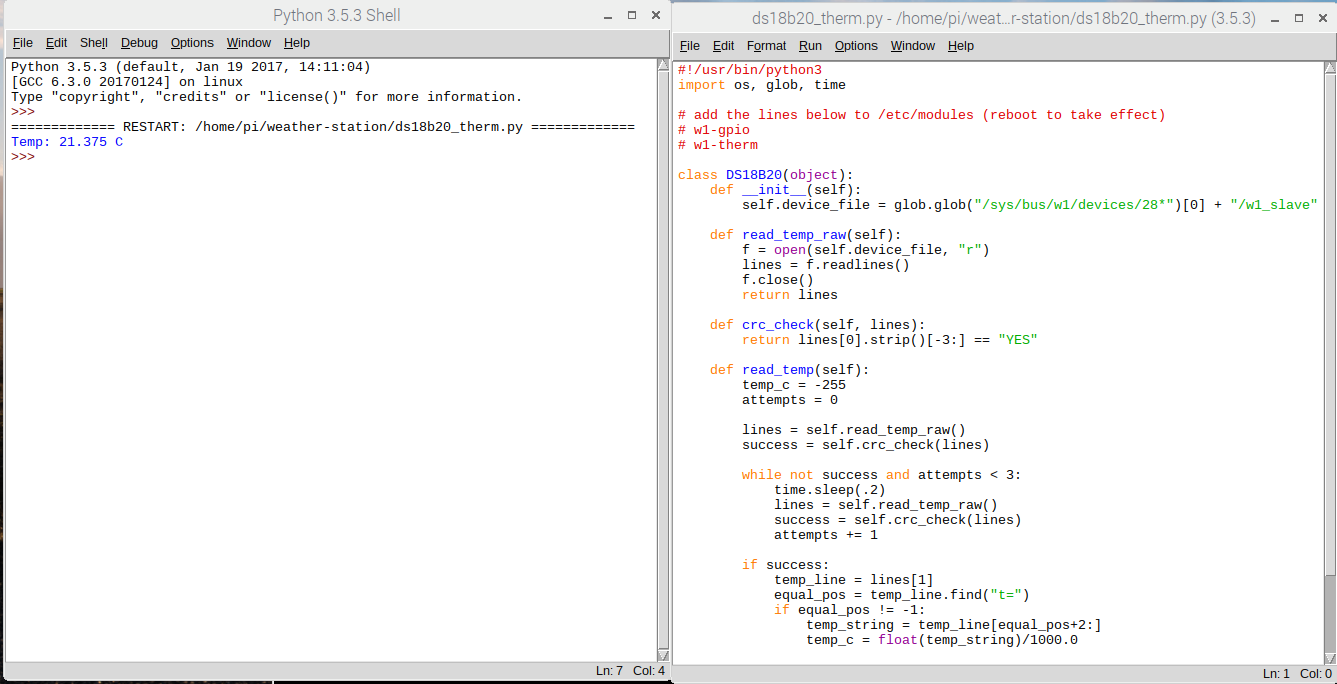 Python 3.5.3 Shell
File Edit Shell Debug Options Window Help
Python 3.5.3 (default, Jan 19 2017, 14:11:04)
[GCC 6.3.0 20170124] on linux
Type "copyright", "credits" or "license()" for more information.
>>>
============= RESTART: /home/pi/weather-station/ds18b20_therm.py =============
Temp: 21.375 C
>>>
Ln: 7 Col: 4
ds18b20_therm.py - /home/pi/weat...r-station/ds18b20_therm.py (3.5.3)
File Edit Format Run Options Window Help
#!/usr/bin/python3
import os, glob, time

# add the lines below to /etc/modules (reboot to take effect)
# w1-gpio
# w1-therm

class DS18B20(object):
    def __init__(self):
        self.device_file = glob.glob("/sys/bus/w1/devices/28*")[0] + "/w1_slave"

    def read_temp_raw(self):
        f = open(self.device_file, "r")
        lines = f.readlines()
        f.close()
        return lines

    def crc_check(self, lines):
        return lines[0].strip()[-3:] == "YES"

    def read_temp(self):
        temp_c = -255
        attempts = 0

        lines = self.read_temp_raw()
        success = self.crc_check(lines)

        while not success and attempts < 3:
            time.sleep(.2)
            lines = self.read_temp_raw()
            success = self.crc_check(lines)
            attempts += 1

        if success:
            temp_line = lines[1]
            equal_pos = temp_line.find("t=")
            if equal_pos != -1:
                temp_string = temp_line[equal_pos+2:]
                temp_c = float(temp_string)/1000.0
Ln: 1 Col: 0